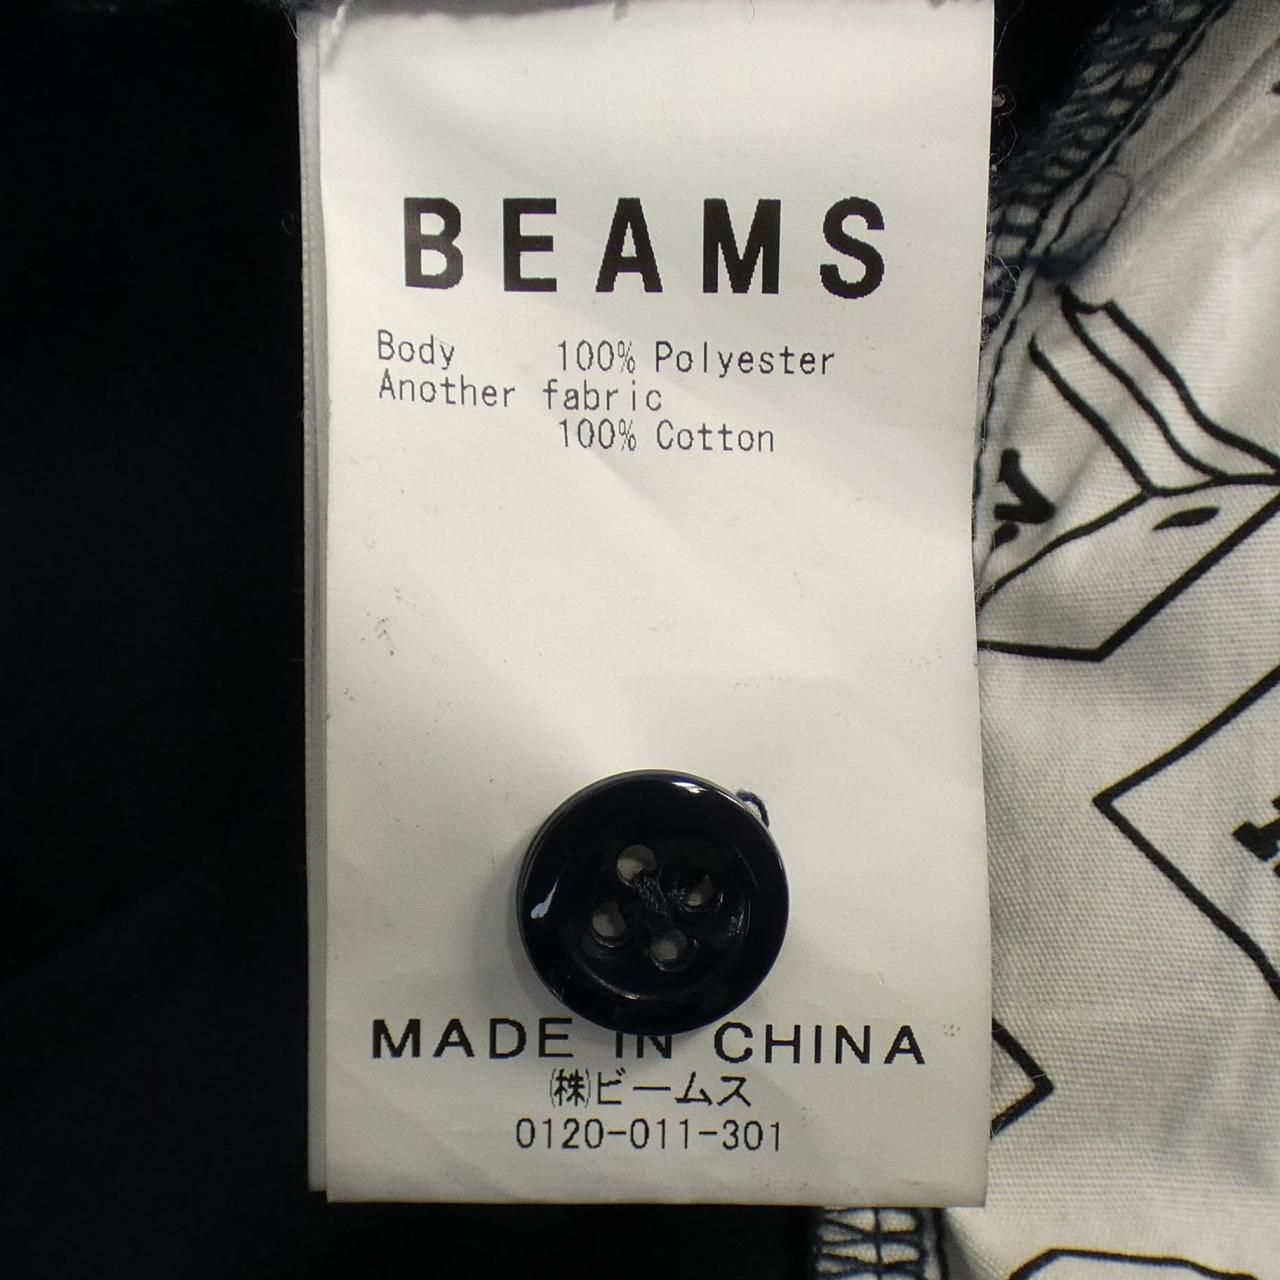 BEAMS
Body 100% Polyester
Another fabric
100% Cotton
MADE IN CHINA
㈱ビームス
0120-011-301